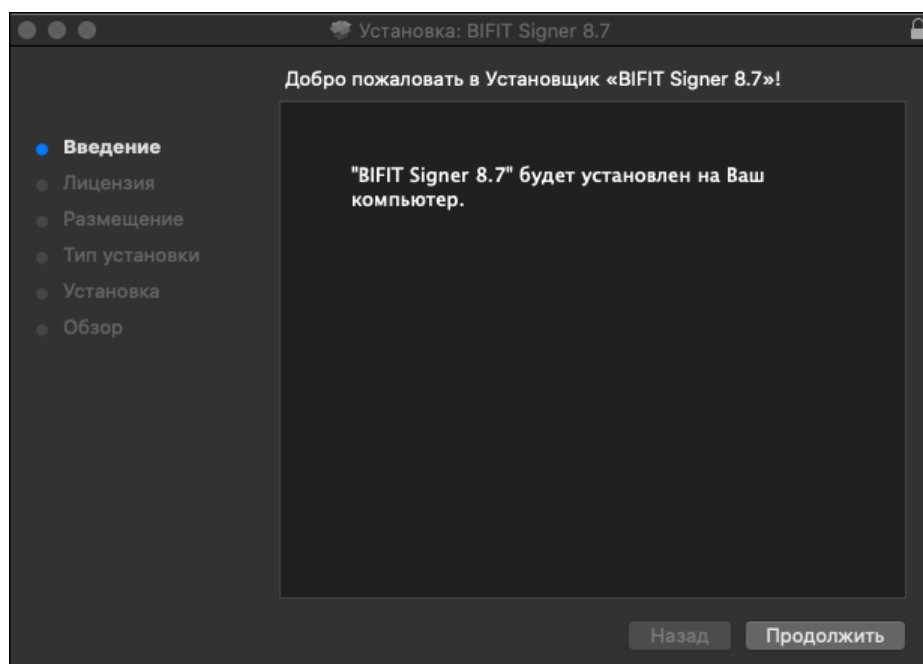 Установка: BIFIT Signer 8.7
Добро пожаловать в Установщик «BIFIT Signer 8.7»!
Введение
Лицензия
Размещение
Тип установки
Установка
Обзор
"BIFIT Signer 8.7" будет установлен на Ваш
компьютер.
Назад
Продолжить